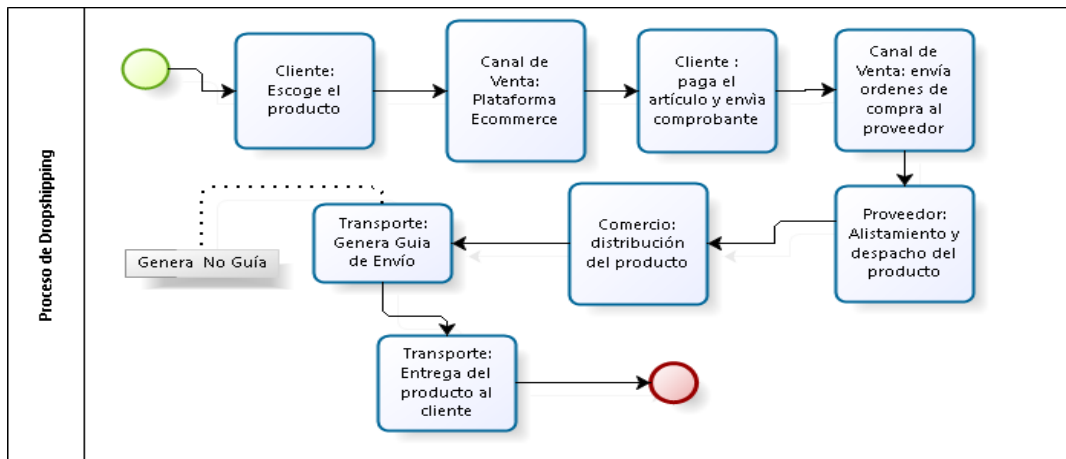 Proceso de Dropshipping
Cliente:
Escoge el
producto
Canal de
Venta:
Plataforma
Ecommerce
Cliente :
paga el
artículo y envìa
comprobante
Canal de
Venta: envía
ordenes de
compra al
proveedor
Proveedor:
Alistamiento y
despacho del
producto
Comercio:
distribución
del producto
Transporte:
Genera Guia
de Envío
Genera No Guía
Transporte:
Entrega del
producto al
cliente